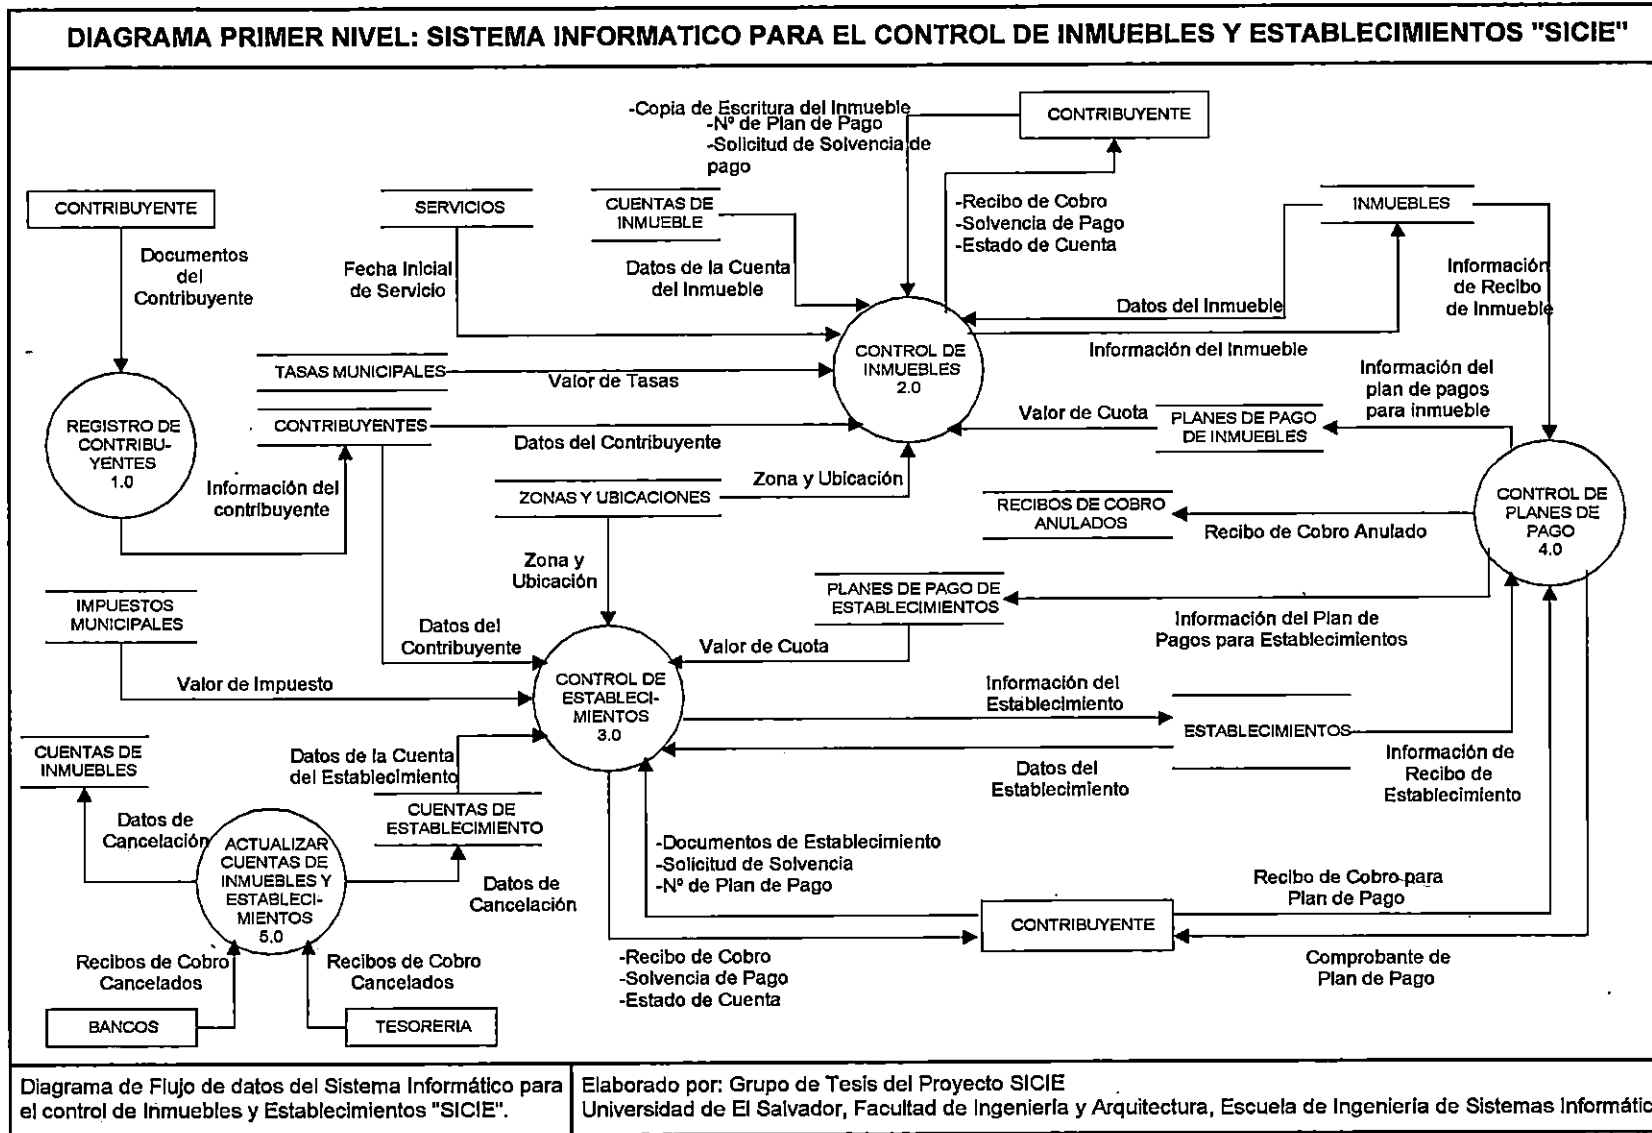 DIAGRAMA PRIMER NIVEL: SISTEMA INFORMATICO PARA EL CONTROL DE INMUEBLES Y ESTABLECIMIENTOS "SICIE"
-Copia de Escritura del Inmueble
-Nº de Plan de Pago
-Solicitud de Solvencia de
pago
CONTRIBUYENTE
CONTRIBUYENTE
SERVICIOS
CUENTAS DE
INMUEBLE
-Recibo de Cobro
-Solvencia de Pago
-Estado de Cuenta
INMUEBLES
Documentos
del
Contribuyente
Fecha Inicial
de Servicio
Datos de la Cuenta
del Inmueble
Datos del Inmueble
Información
de Recibo
de Inmueble
CONTROL DE
INMUEBLES
2.0
Información del Inmueble
TASAS MUNICIPALES
Valor de Tasas
Información del
plan de pagos
para inmueble
REGISTRO DE
CONTRIBU-
YENTES
1.0
CONTRIBUYENTES
Datos del Contribuyente
Valor de Cuota
PLANES DE PAGO
DE INMUEBLES
Información del
contribuyente
ZONAS Y UBICACIONES
Zona y Ubicación
RECIBOS DE COBRO
ANULADOS
Recibo de Cobro Anulado
CONTROL DE
PLANES DE
PAGO
4.0
Zona y
Ubicación
IMPUESTOS
MUNICIPALES
PLANES DE PAGO DE
ESTABLECIMIENTOS
Información del Plan de
Pagos para Establecimientos
Datos del
Contribuyente
Valor de Cuota
Valor de Impuesto
CONTROL DE
ESTABLECI-
MIENTOS
3.0
Información del
Establecimiento
ESTABLECIMIENTOS
CUENTAS DE
INMUEBLES
Datos de la Cuenta
del Establecimiento
Datos del
Establecimiento
Información de
Recibo de
Establecimiento
Datos de
Cancelación
CUENTAS DE
ESTABLECIMIENTO
ACTUALIZAR
CUENTAS DE
INMUEBLES Y
ESTABLECI-
MIENTOS
5.0
Datos de
Cancelación
-Documentos de Establecimiento
-Solicitud de Solvencia
-Nº de Plan de Pago
Recibo de Cobro para
Plan de Pago
CONTRIBUYENTE
Recibos de Cobro
Cancelados
Recibos de Cobro
Cancelados
-Recibo de Cobro
-Solvencia de Pago
-Estado de Cuenta
Comprobante de
Plan de Pago
BANCOS
TESORERIA
Diagrama de Flujo de datos del Sistema Informático para
el control de Inmuebles y Establecimientos "SICIE".
Elaborado por: Grupo de Tesis del Proyecto SICIE
Universidad de El Salvador, Facultad de Ingeniería y Arquitectura, Escuela de Ingeniería de Sistemas Informátic